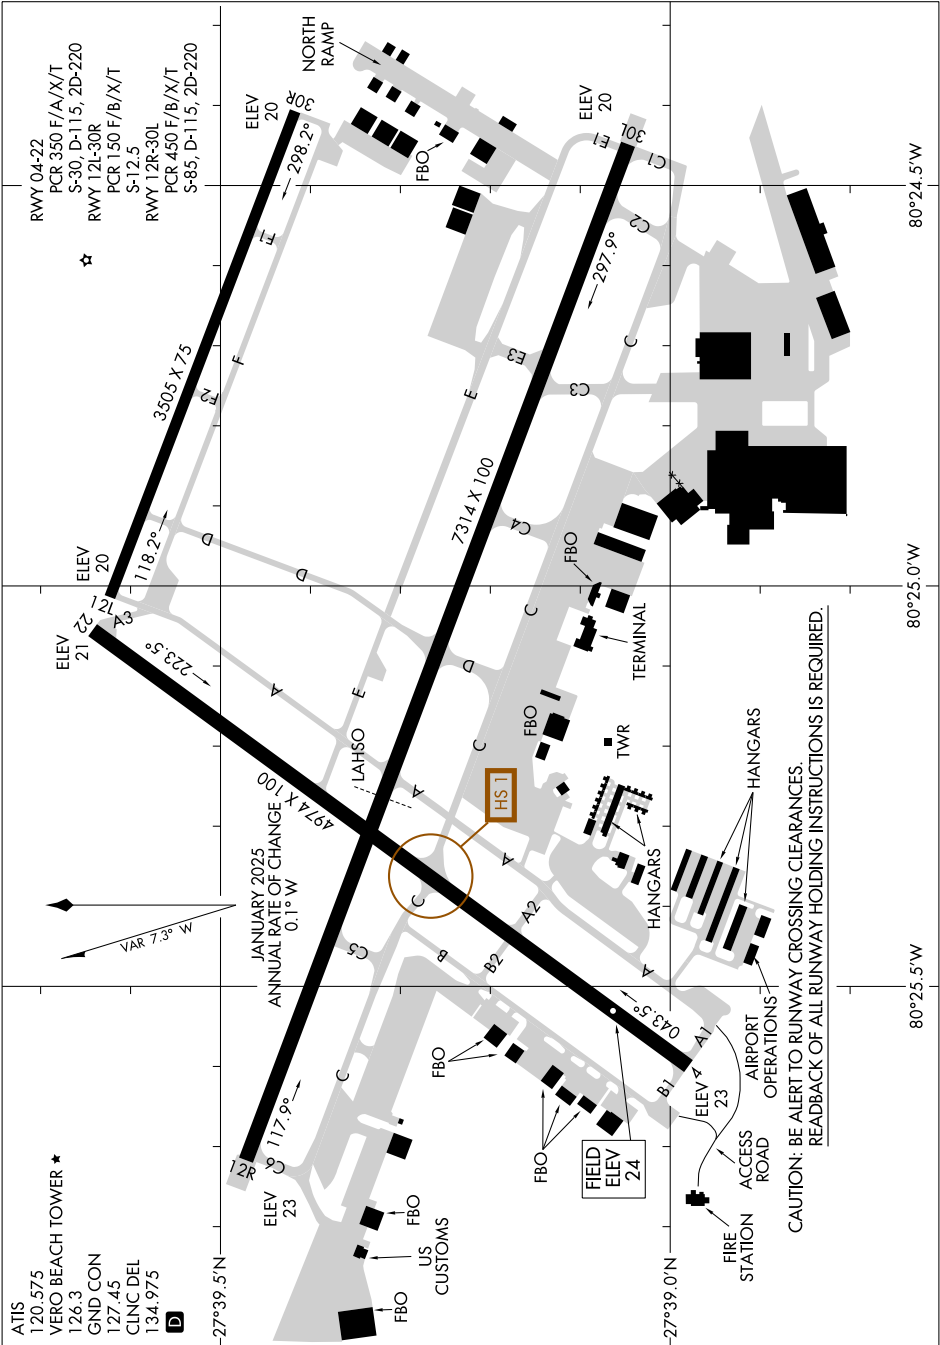 ATIS
120.575
VERO BEACH TOWER ★
126.3
GND CON
127.45
CLNC DEL
134.975
D
RWY 04-22
PCR 350 F/A/X/T
S-30, D-115, 2D-220
RWY 12L-30R
PCR 150 F/B/X/T
S-12.5
RWY 12R-30L
PCR 450 F/B/X/T
S-85, D-115, 2D-220
VAR 7.3° W
JANUARY 2025
ANNUAL RATE OF CHANGE
0.1° W
27°39.5'N
27°39.0'N
80°25.5'W
80°25.0'W
80°24.5'W
ELEV
21
22
A3
223.5°
4974 X 100
043.5°
4
ELEV
23
ELEV
20
12L
118.2°
3505 X 75
298.2°
30R
ELEV
20
ELEV
23
12R
117.9°
7314 X 100
297.9°
30L
ELEV
20
LAHSO
HS 1
FIELD
ELEV
24
A
A
A
A
A1
A2
B
B1
B2
C
C
C
C
C
C1
C2
C3
C4
C5
C6
D
D
D
E
E
E1
E3
F
F1
F2
NORTH
RAMP
FBO
FBO
FBO
FBO
FBO
FBO
FBO
US
CUSTOMS
TERMINAL
TWR
HANGARS
HANGARS
AIRPORT
OPERATIONS
ACCESS
ROAD
FIRE
STATION
CAUTION: BE ALERT TO RUNWAY CROSSING CLEARANCES.
READBACK OF ALL RUNWAY HOLDING INSTRUCTIONS IS REQUIRED.